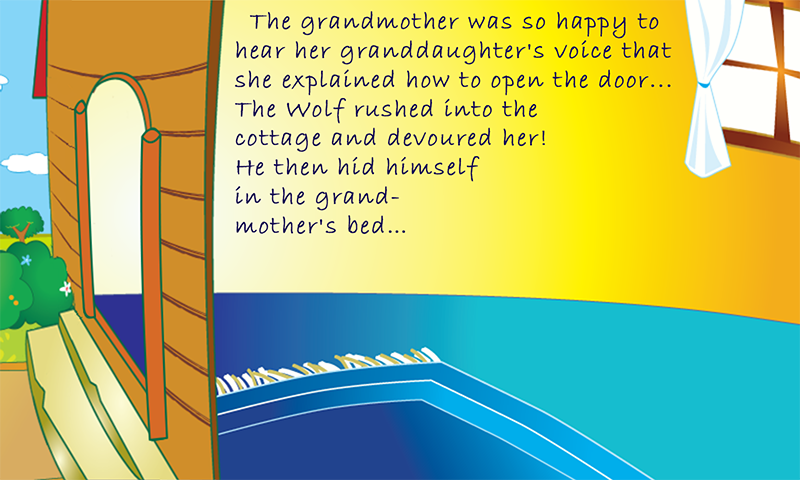 The grandmother was so happy to
hear her granddaughter's voice that
she explained how to open the door...
The Wolf rushed into the
cottage and devoured her!
He then hid himself
in the grand-
mother's bed...